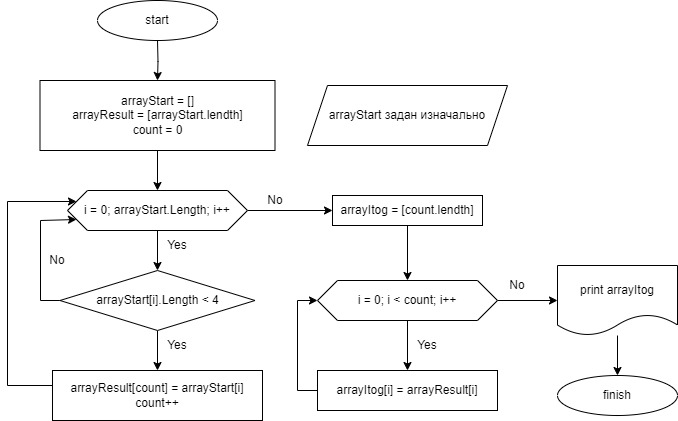 start
arrayStart = []
arrayResult = [arrayStart.lendth]
count = 0
arrayStart задан изначально
i = 0; arrayStart.Length; i++
No
arrayItog = [count.lendth]
Yes
No
arrayStart[i].Length < 4
i = 0; i < count; i++
No
print arrayItog
Yes
Yes
arrayResult[count] = arrayStart[i]
count++
arrayItog[i] = arrayResult[i]
finish